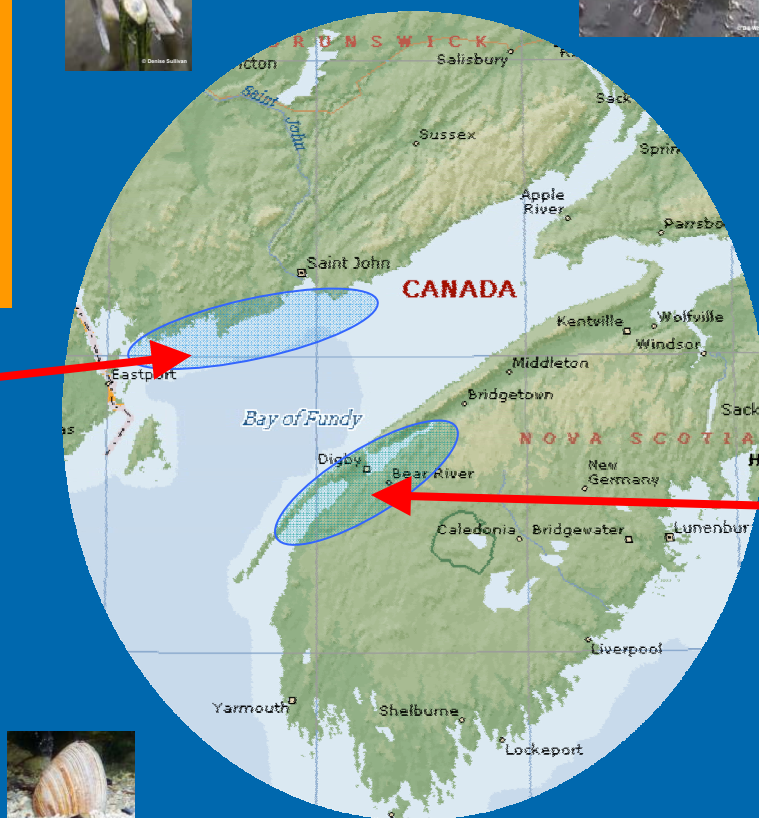 © Denise Sullivan
RUNSWICK
cton
Salisbury
Saint John
Sack
Sussex
Sprin
Apple
River
Parrsbo
Saint John
CANADA
Kentville
Wolfville
Windsor
Middleton
Eastport
Bridgetown
Sack
Bay of Fundy
NOVA SCOTIA
as
Digby
Bear River
New
Germany
H
Caledonia
Bridgewater
Lunenbur
Liverpool
Yarmouth
Shelburne
Lockeport